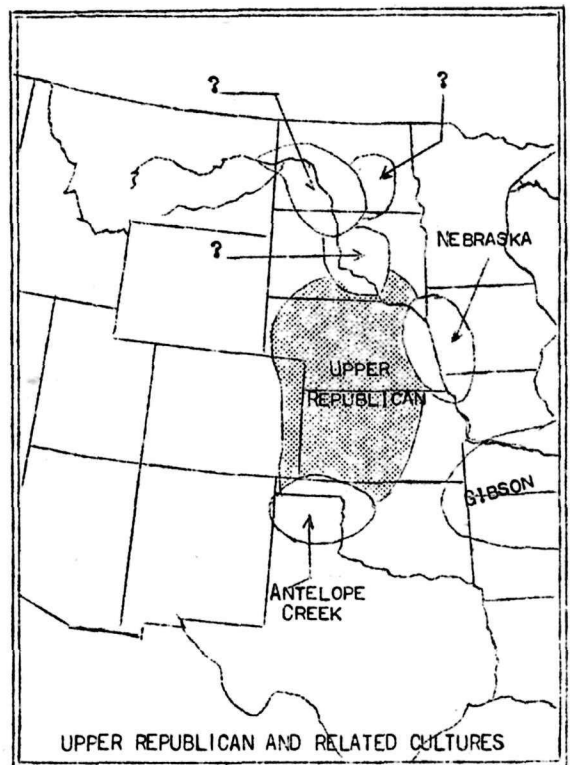 ?
?
?
NEBRASKA
UPPER
REPUBLICAN
GIBSON
ANTELOPE
CREEK
UPPER REPUBLICAN AND RELATED CULTURES